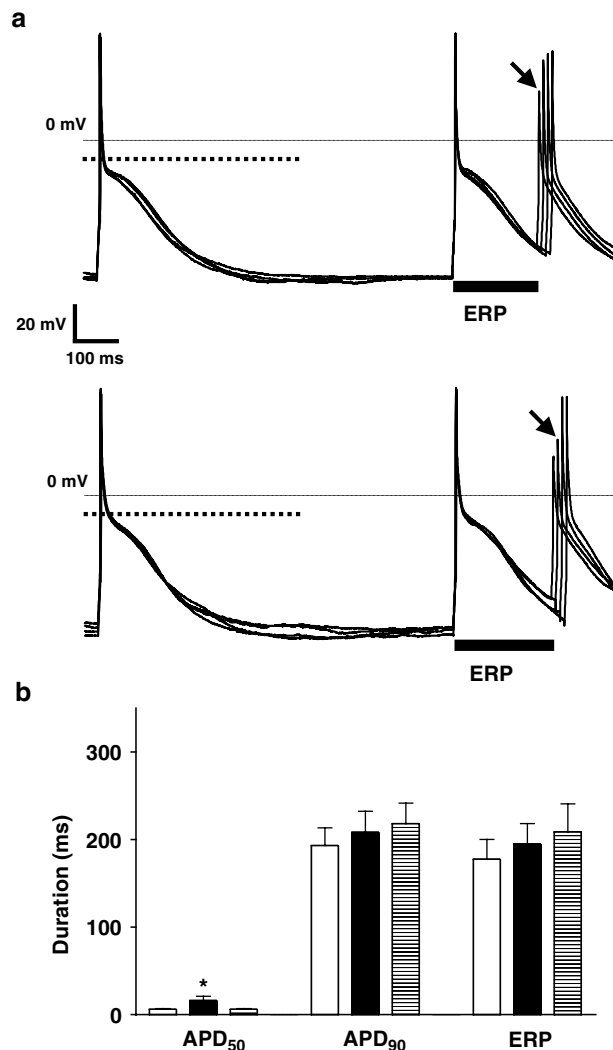 a
0 mV
ERP
20 mV
100 ms
0 mV
ERP
b
300
200
100
0
Duration (ms)
*
APD50
APD90
ERP